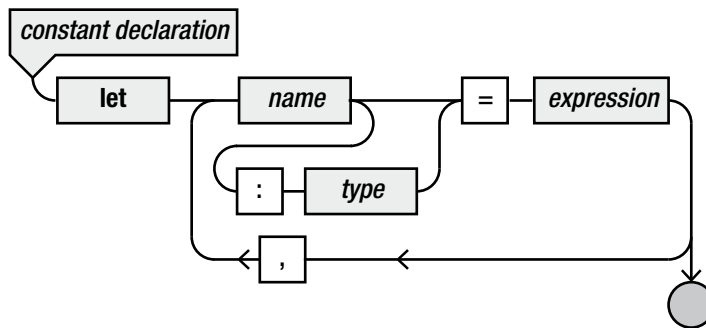 constant declaration
let name = expression
: type
,